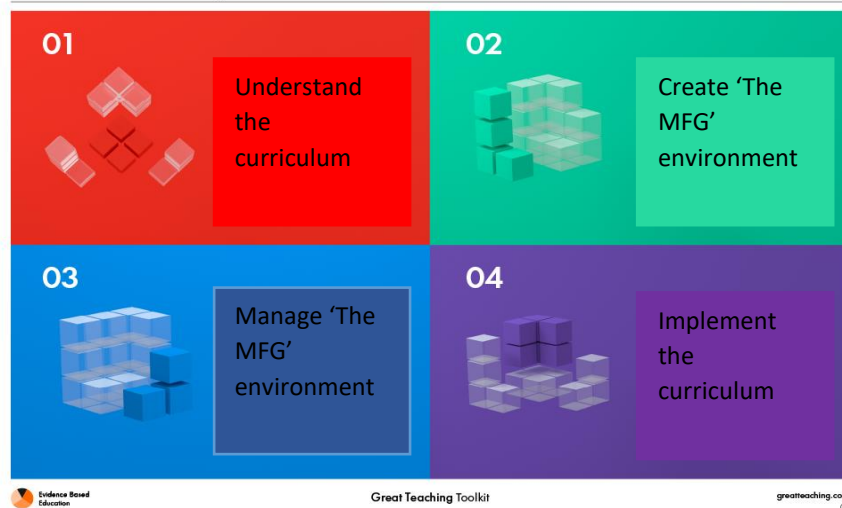 01
Understand
the
curriculum
02
Create ‘The
MFG’
environment
03
Manage ‘The
MFG’
environment
04
Implement
the
curriculum
Evidence Based
Education
Great Teaching Toolkit
greatteaching.co